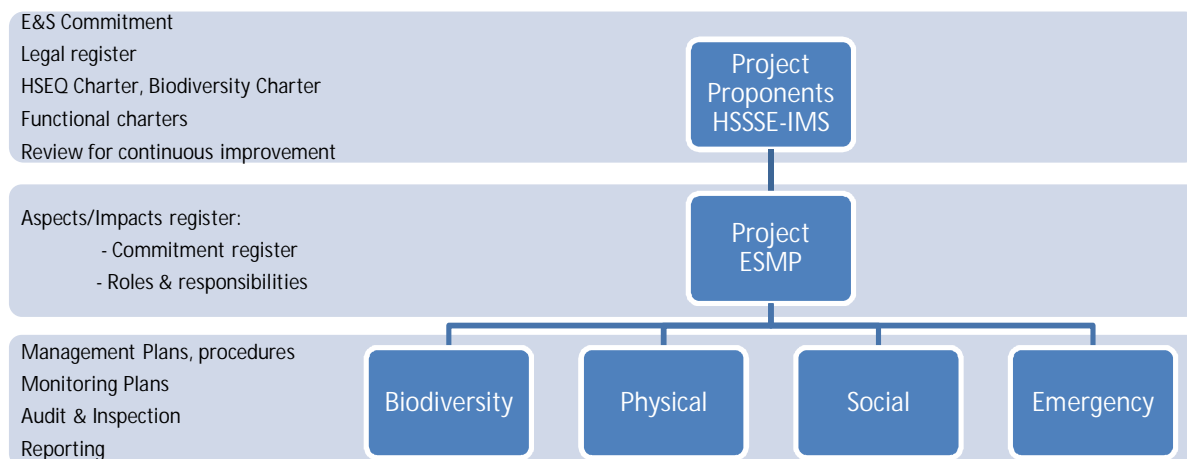 E&S Commitment
Legal register
HSEQ Charter, Biodiversity Charter
Functional charters
Review for continuous improvement
Project
Proponents
HSSSE-IMS
Aspects/Impacts register:
- Commitment register
- Roles & responsibilities
Project
ESMP
Management Plans, procedures
Monitoring Plans
Audit & Inspection
Reporting
Biodiversity
Physical
Social
Emergency